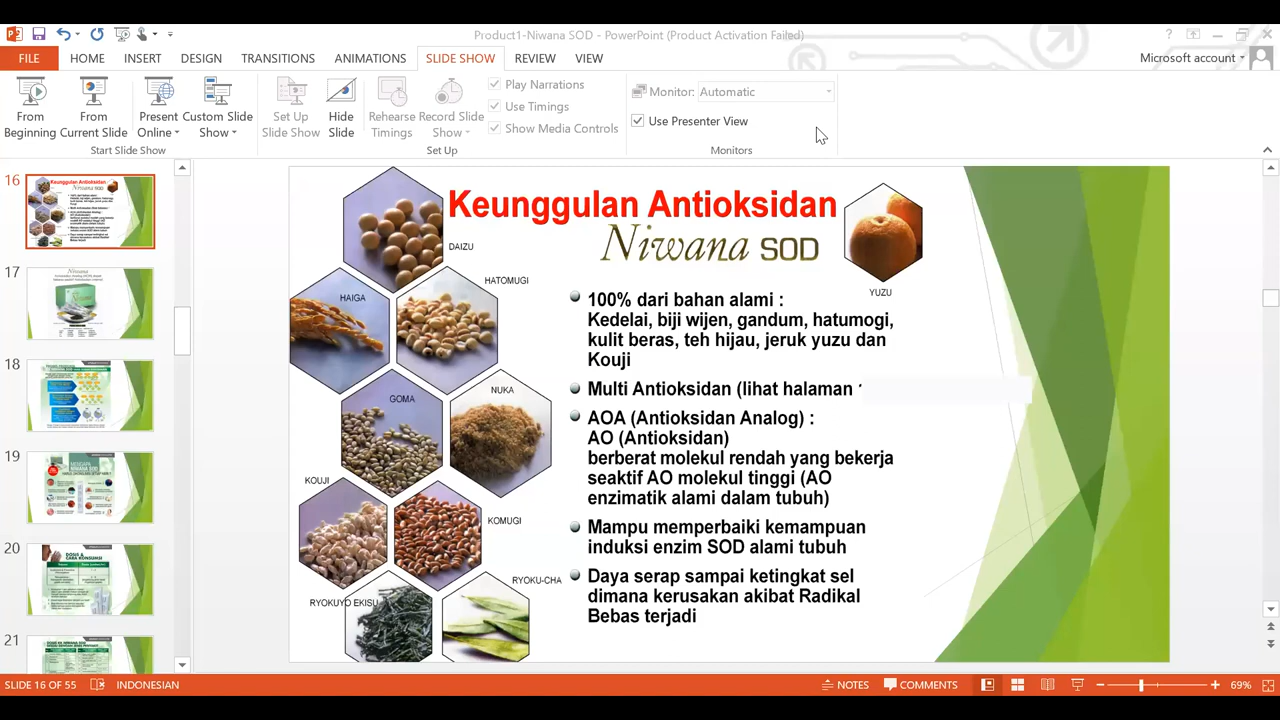 Product1-Niwana SOD - PowerPoint (Product Activation Failed)
FILE HOME INSERT DESIGN TRANSITIONS ANIMATIONS SLIDE SHOW REVIEW VIEW Microsoft account
From Beginning
From Current Slide
Present Online
Custom Slide Show
Start Slide Show
Set Up Slide Show
Hide Slide
Rehearse Timings
Record Slide Show
Play Narrations
Use Timings
Show Media Controls
Set Up
Monitor: Automatic
Use Presenter View
Monitors
16
17
18
19
20
21
Keunggulan Antioksidan
Niwana SOD
DAIZU
HATOMUGI
HAIGA
YUZU
GOMA
NUKA
KOUJI
KOMUGI
RYOKU-CHA
RYOKUYO EKISU
100% dari bahan alami :
Kedelai, biji wijen, gandum, hatumogi,
kulit beras, teh hijau, jeruk yuzu dan
Kouji
Multi Antioksidan (lihat halaman
AOA (Antioksidan Analog) :
AO (Antioksidan)
berberat molekul rendah yang bekerja
seaktif AO molekul tinggi (AO
enzimatik alami dalam tubuh)
Mampu memperbaiki kemampuan
induksi enzim SOD alami tubuh
Daya serap sampai ketingkat sel
dimana kerusakan akibat Radikal
Bebas terjadi
SLIDE 16 OF 55 INDONESIAN NOTES COMMENTS 69%